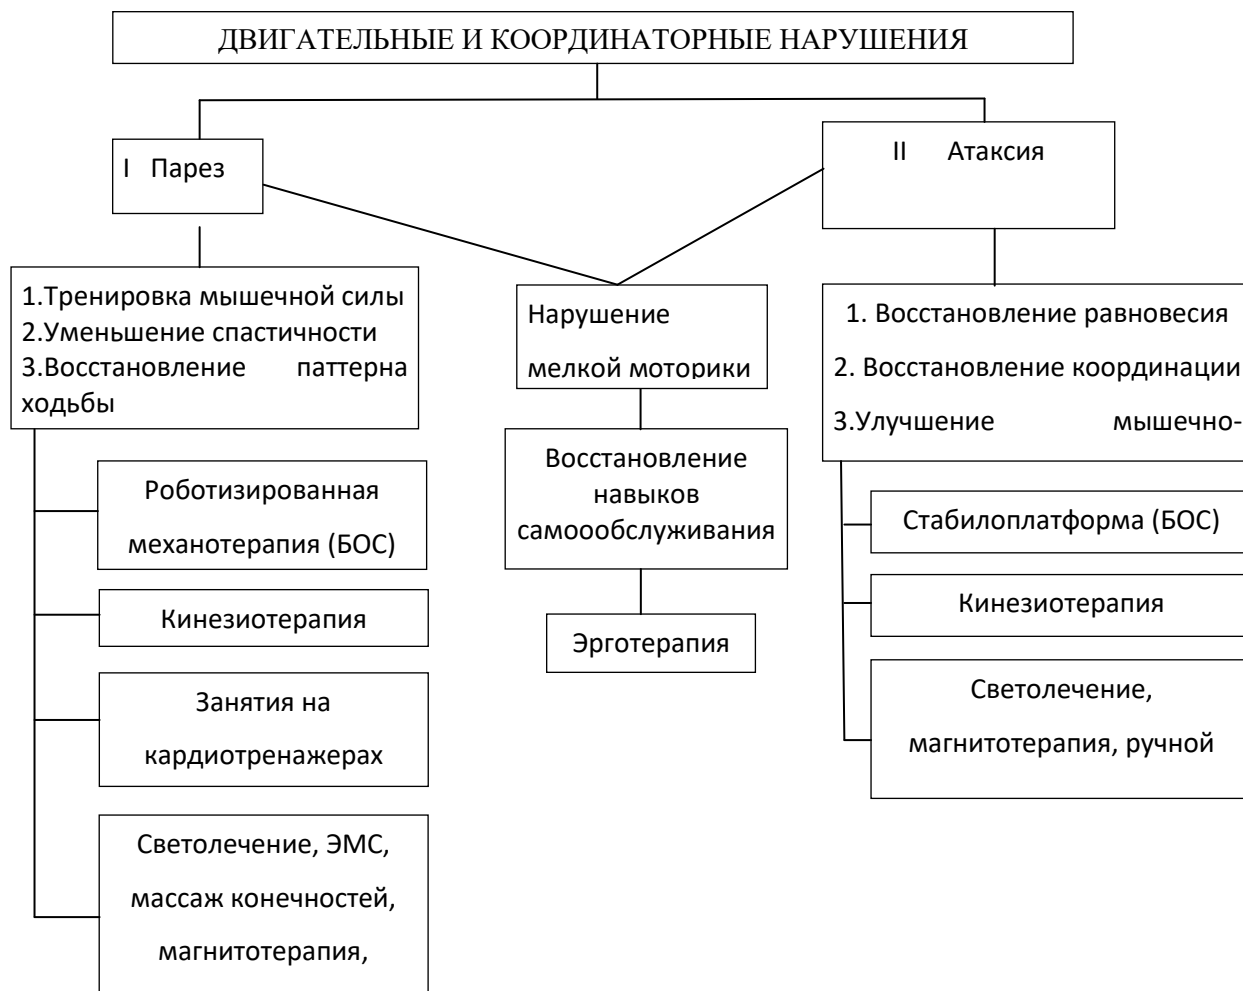 ДВИГАТЕЛЬНЫЕ И КООРДИНАТОРНЫЕ НАРУШЕНИЯ
I Парез
II Атаксия
1.Тренировка мышечной силы
2.Уменьшение спастичности
3.Восстановление паттерна
ходьбы
Роботизированная
механотерапия (БОС)
Кинезиотерапия
Занятия на
кардиотренажерах
Светолечение, ЭМС,
массаж конечностей,
магнитотерапия,
Нарушение
мелкой моторики
Восстановление
навыков
самоообслуживания
Эрготерапия
1. Восстановление равновесия
2. Восстановление координации
3.Улучшение мышечно-
Стабилоплатформа (БОС)
Кинезиотерапия
Светолечение,
магнитотерапия, ручной